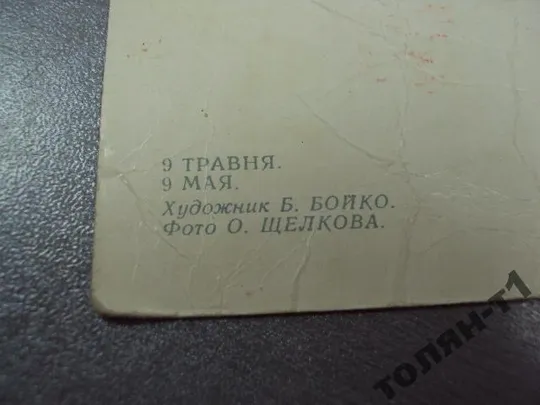 9 ТРАВНЯ.
9 МАЯ.
Художник Б. БОЙКО.
Фото О. ЩЕЛКОВА.
ТОЛЯН-Т1